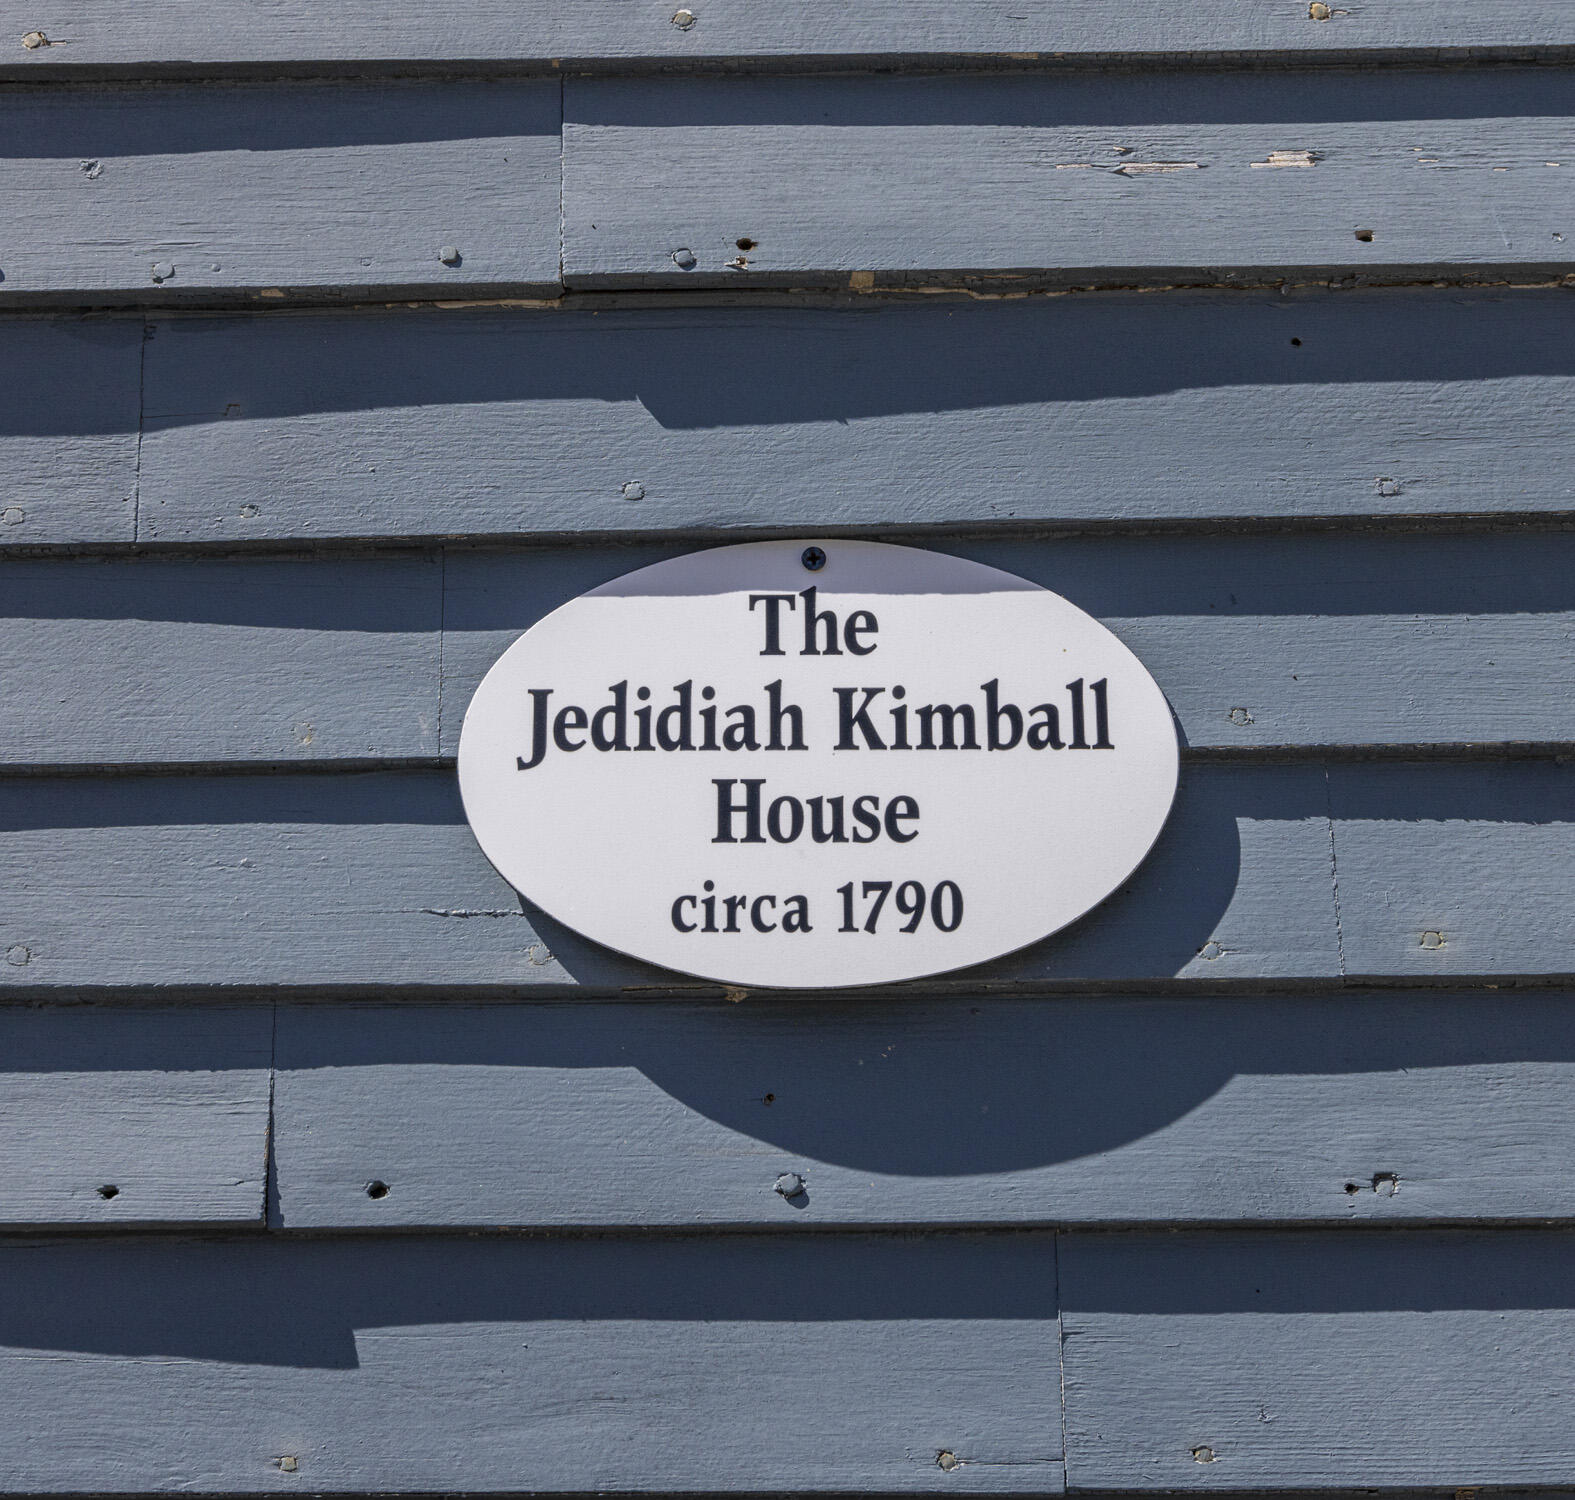 The
Jedidiah Kimball
House
circa 1790